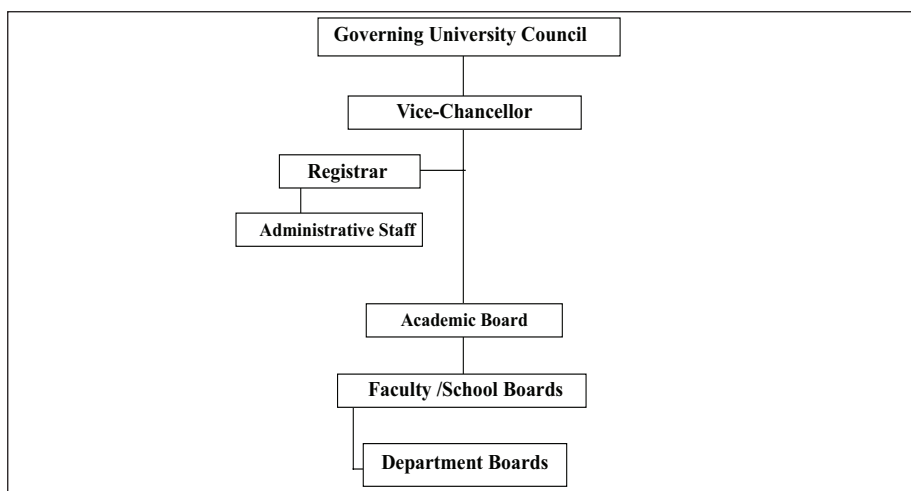 Governing University Council
Vice-Chancellor
Registrar
Administrative Staff
Academic Board
Faculty /School Boards
Department Boards